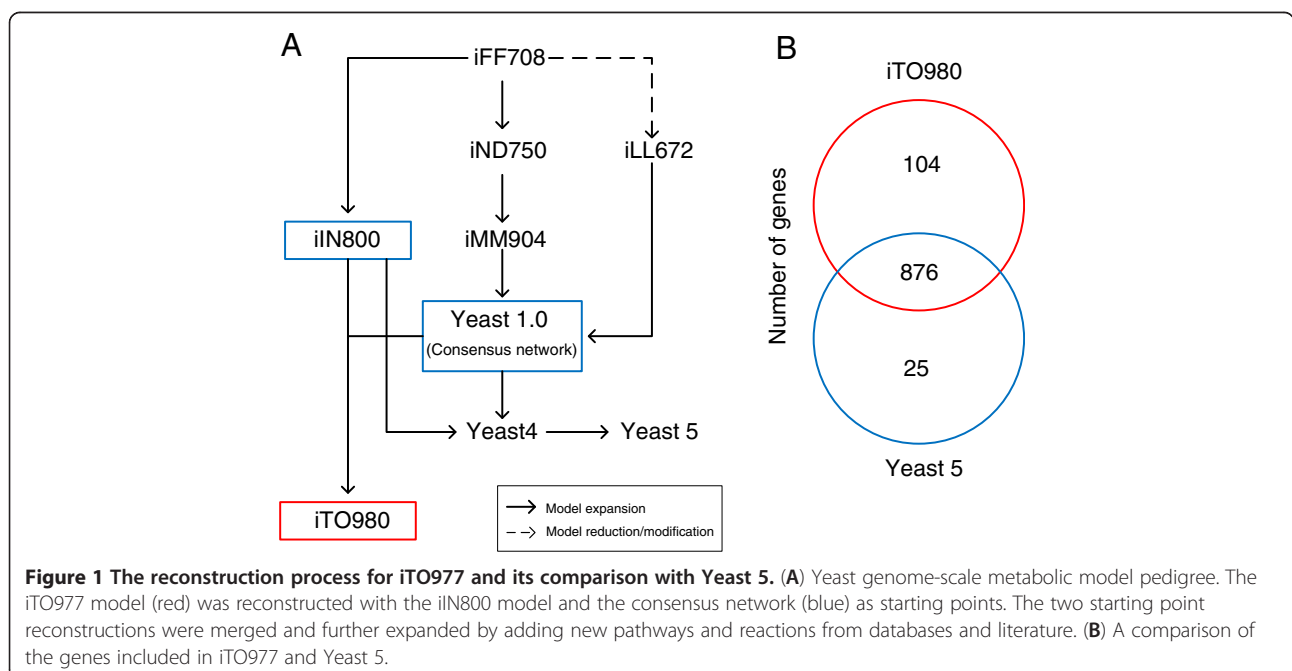 A
B
iFF708
iTO980
iND750
iLL672
104
Number of genes
iIN800
iMM904
876
Yeast 1.0
(Consensus network)
25
Yeast4
Yeast 5
Yeast 5
Model expansion
iTO980
Model reduction/modification
Figure 1 The reconstruction process for iTO977 and its comparison with Yeast 5. (A) Yeast genome-scale metabolic model pedigree. The
iTO977 model (red) was reconstructed with the iIN800 model and the consensus network (blue) as starting points. The two starting point
reconstructions were merged and further expanded by adding new pathways and reactions from databases and literature. (B) A comparison of
the genes included in iTO977 and Yeast 5.